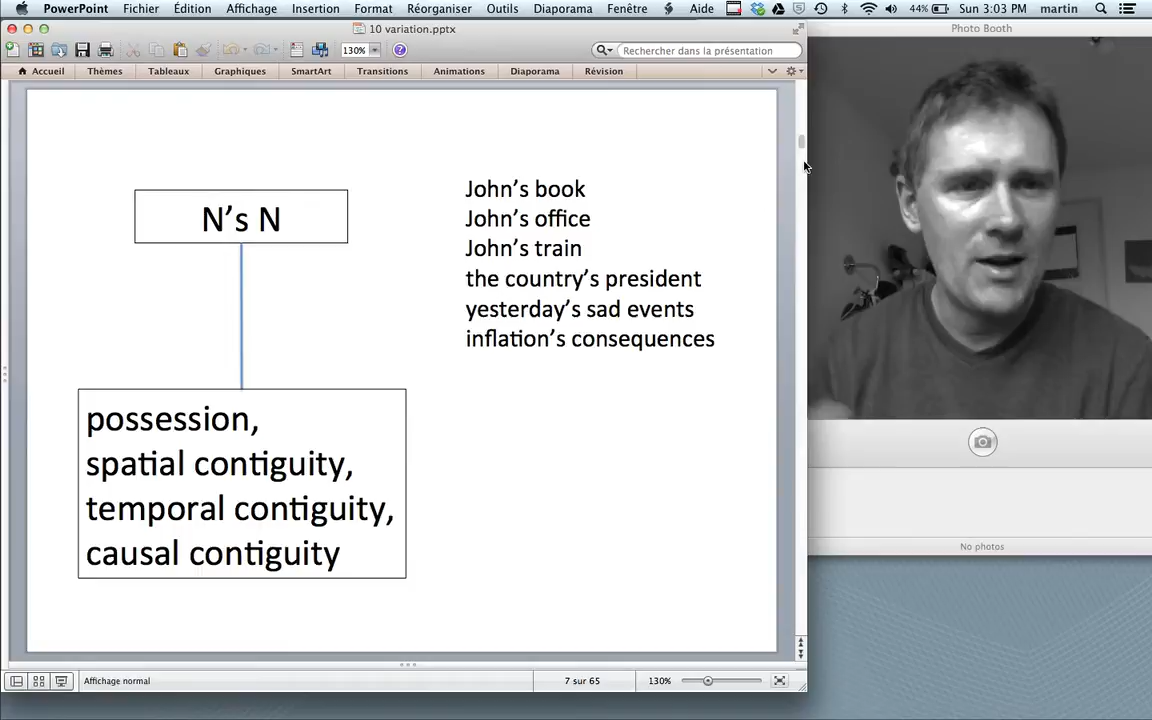 PowerPoint Fichier Édition Affichage Insertion Format Réorganiser Outils Diaporama Fenêtre Aide 44% Sun 3:03 PM martin
10 variation.pptx
Photo Booth
130% Rechercher dans la présentation
Accueil Thèmes Tableaux Graphiques SmartArt Transitions Animations Diaporama Révision
N’s N
John’s book
John’s office
John’s train
the country’s president
yesterday’s sad events
inflation’s consequences
possession,
spatial contiguity,
temporal contiguity,
causal contiguity
No photos
Affichage normal 7 sur 65 130%